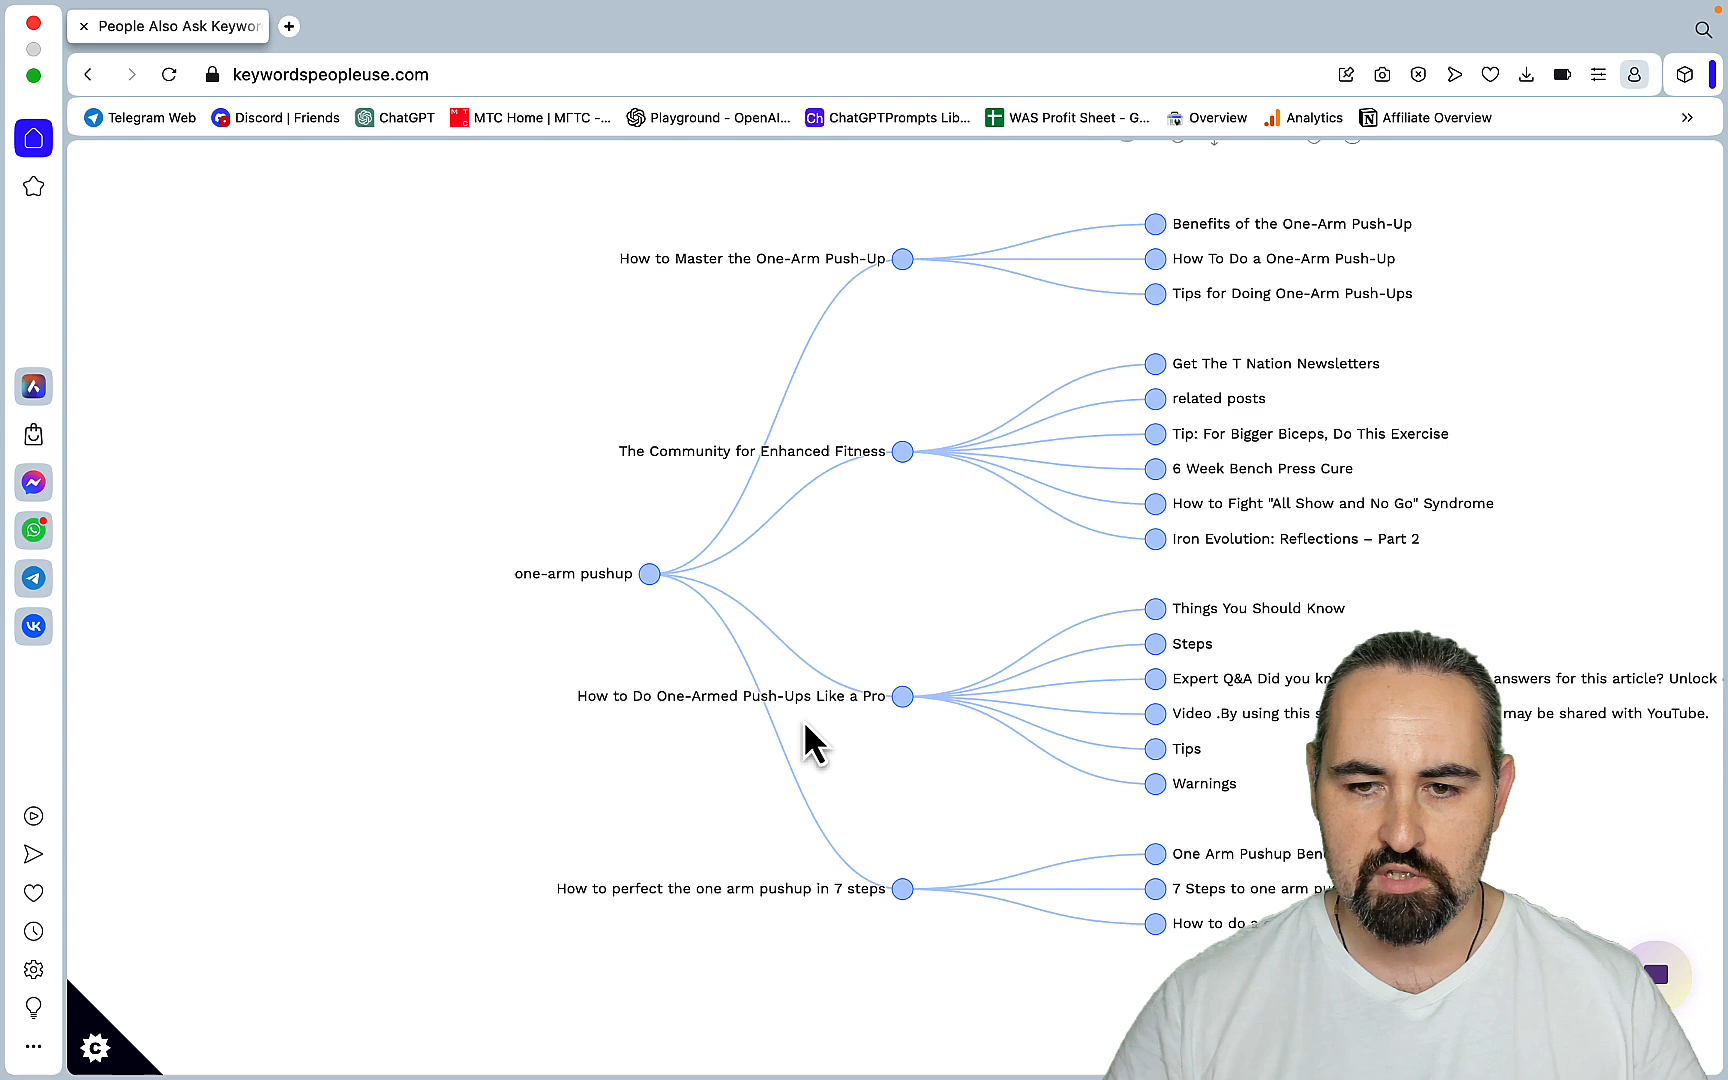 People Also Ask Keywor
keywordspeopleuse.com
Telegram Web
Discord | Friends
ChatGPT
MTC Home | МГТС -...
Playground - OpenAI...
Ch
ChatGPTPrompts Lib...
WAS Profit Sheet - G...
Overview
Analytics
Affiliate Overview
Benefits of the One-Arm Push-Up
How to Master the One-Arm Push-Up
How To Do a One-Arm Push-Up
Tips for Doing One-Arm Push-Ups
Get The T Nation Newsletters
related posts
Tip: For Bigger Biceps, Do This Exercise
The Community for Enhanced Fitness
6 Week Bench Press Cure
How to Fight "All Show and No Go" Syndrome
Iron Evolution: Reflections – Part 2
one-arm pushup
Things You Should Know
Steps
Expert Q&A Did you kn answers for this article? Unlock
How to Do One-Armed Push-Ups Like a Pro
Video .By using this s may be shared with YouTube.
Tips
Warnings
One Arm Pushup Ben
How to perfect the one arm pushup in 7 steps
7 Steps to one arm pu
How to do a